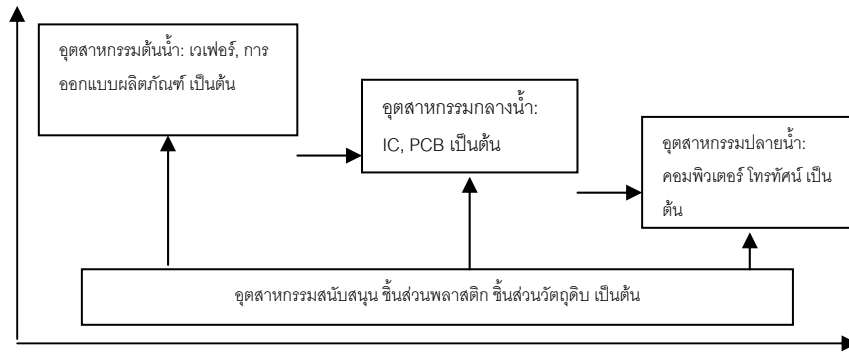 อุตสาหกรรมต้นน้ำ: เวเฟอร์, การ
ออกแบบผลิตภัณฑ์ เป็นต้น
อุตสาหกรรมกลางน้ำ:
IC, PCB เป็นต้น
อุตสาหกรรมปลายน้ำ:
คอมพิวเตอร์ โทรทัศน์ เป็น
ต้น
อุตสาหกรรมสนับสนุน ชิ้นส่วนพลาสติก ชิ้นส่วนวัตถุดิบ เป็นต้น